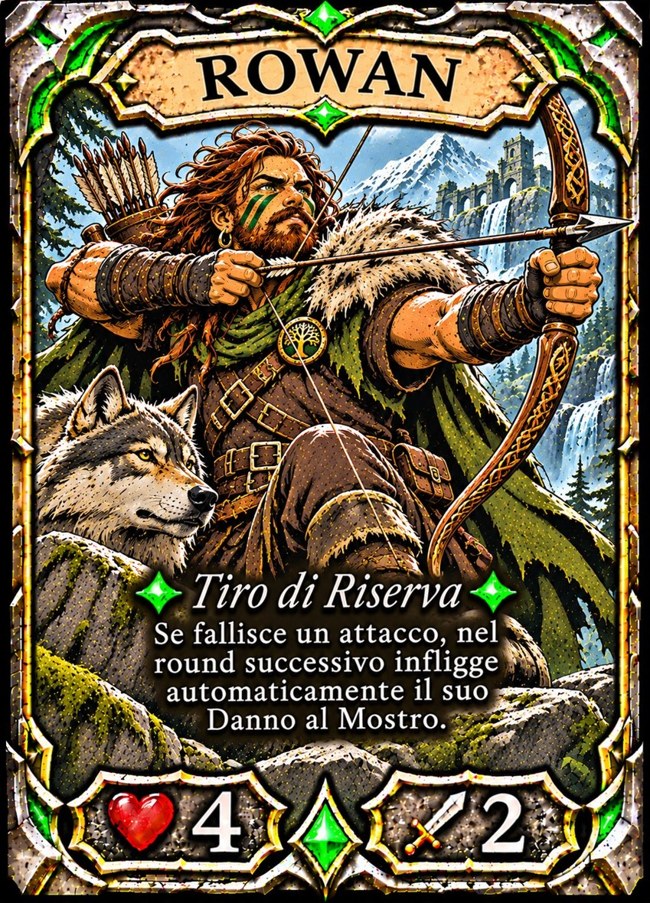 ROWAN
Tiro di Riserva
Se fallisce un attacco, nel
round successivo infligge
automaticamente il suo
Danno al Mostro.
4
2